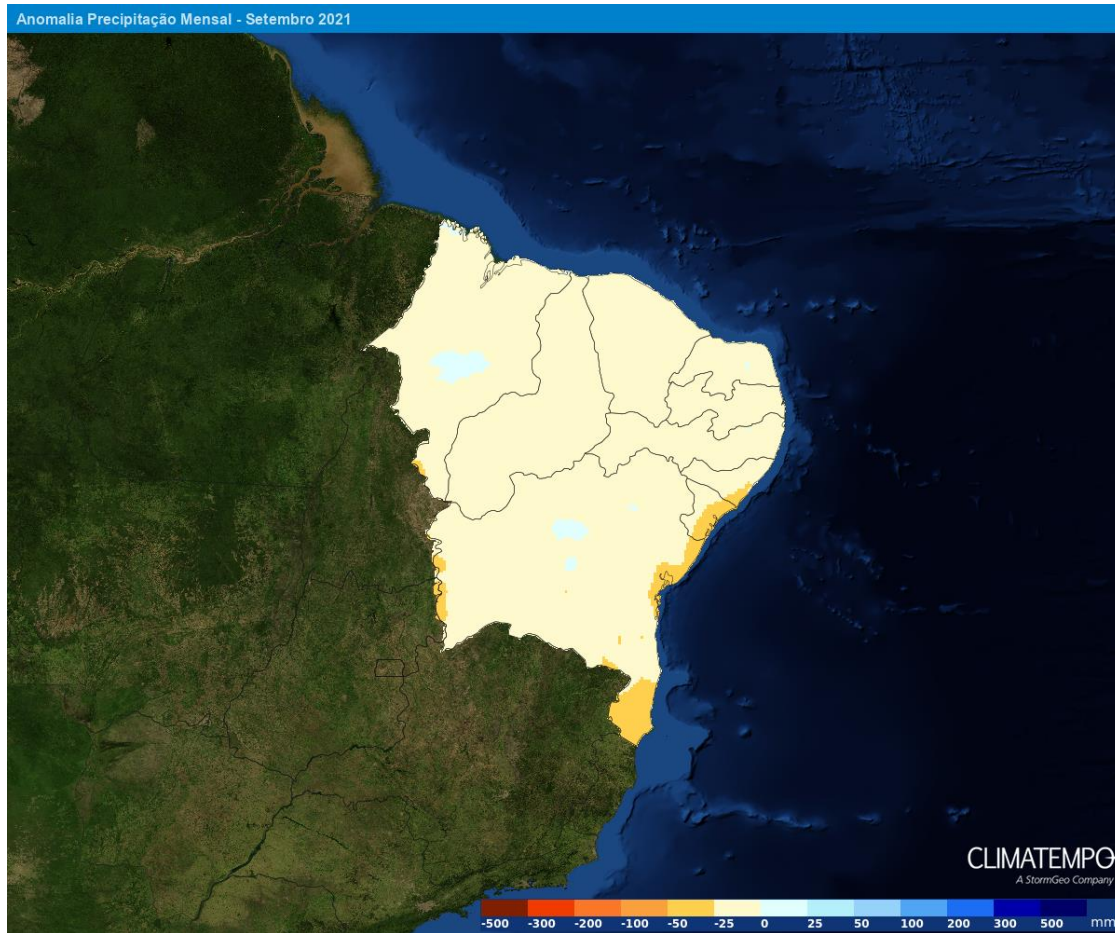 Anomalia Precipitação Mensal - Setembro 2021
CLIMATEMPO
A StormGeo Company
-500 -300 -200 -100 -50 -25 0 25 50 100 200 300 500 mm